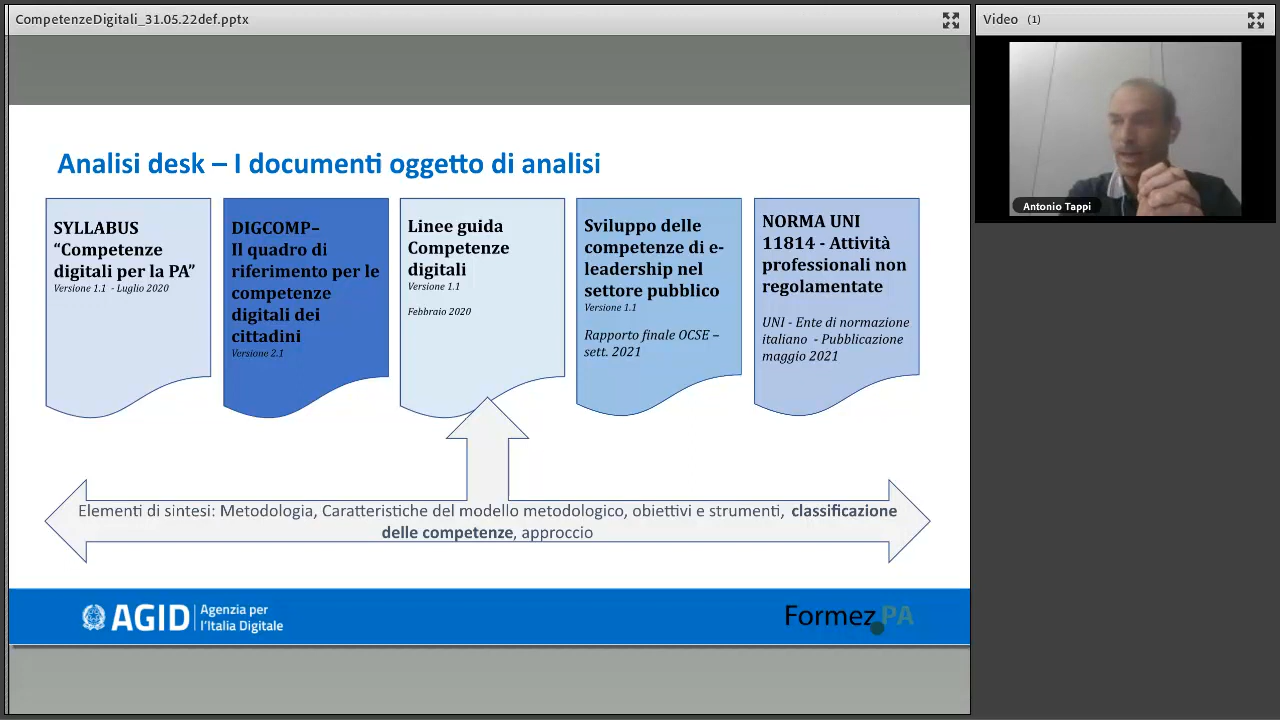 CompetenzeDigitali_31.05.22def.pptx
Video (1)
Antonio Tappi
Analisi desk – I documenti oggetto di analisi
SYLLABUS
“Competenze
digitali per la PA”
Versione 1.1 - Luglio 2020
DIGCOMP–
Il quadro di
riferimento per le
competenze
digitali dei
cittadini
Versione 2.1
Linee guida
Competenze
digitali
Versione 1.1
Febbraio 2020
Sviluppo delle
competenze di e-
leadership nel
settore pubblico
Versione 1.1
Rapporto finale OCSE –
sett. 2021
NORMA UNI
11814 - Attività
professionali non
regolamentate
UNI - Ente di normazione
italiano - Pubblicazione
maggio 2021
Elementi di sintesi: Metodologia, Caratteristiche del modello metodologico, obiettivi e strumenti, classificazione
delle competenze, approccio
AGID
Agenzia per
l’Italia Digitale
Formez PA